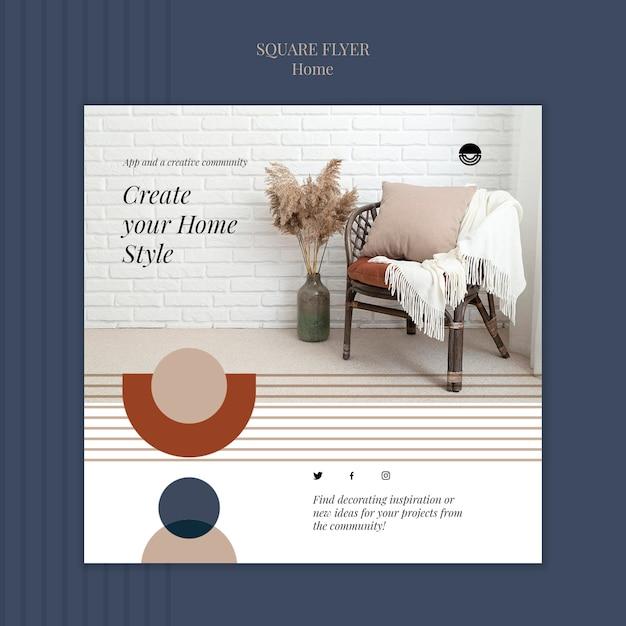 SQUARE FLYER
Home
App and a creative community
Create
your Home
Style
Find decorating inspiration or
new ideas for your projects from
the community!